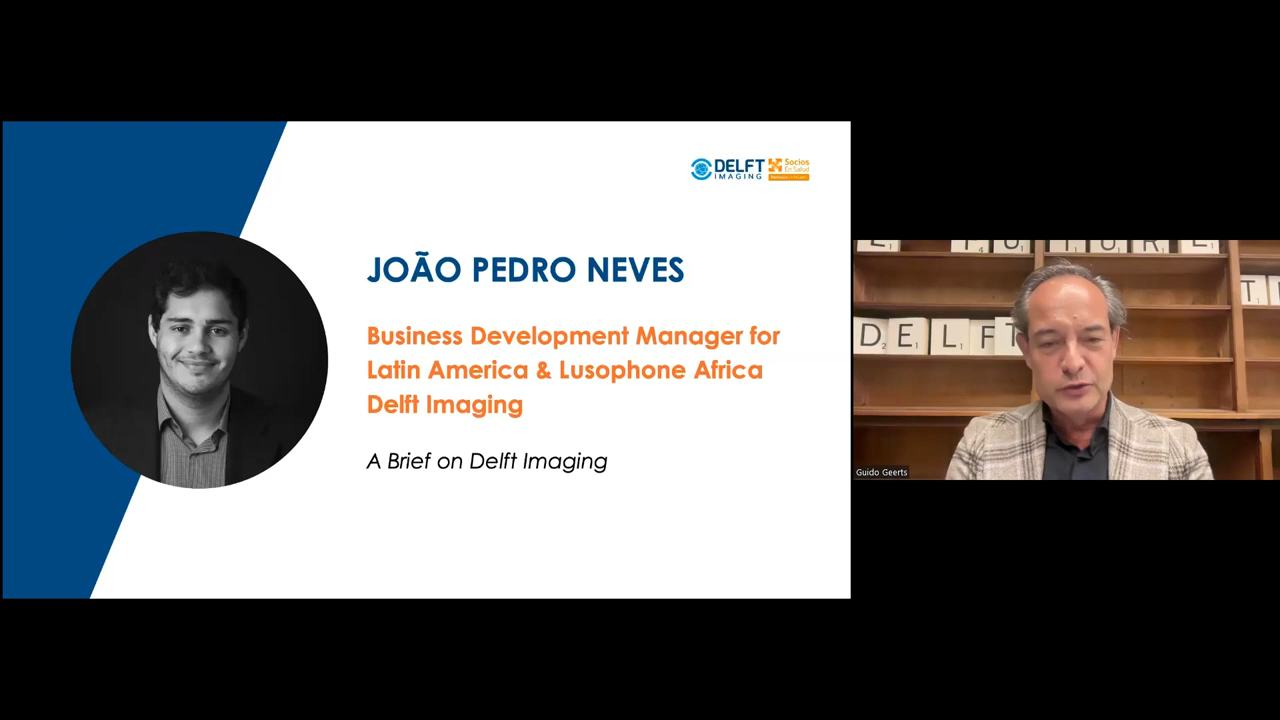 DELFT
IMAGING
Socios
En Salud
JOÃO PEDRO NEVES
Business Development Manager for
Latin America & Lusophone Africa
Delft Imaging
A Brief on Delft Imaging
FUTURE
DELFT
Guido Geerts